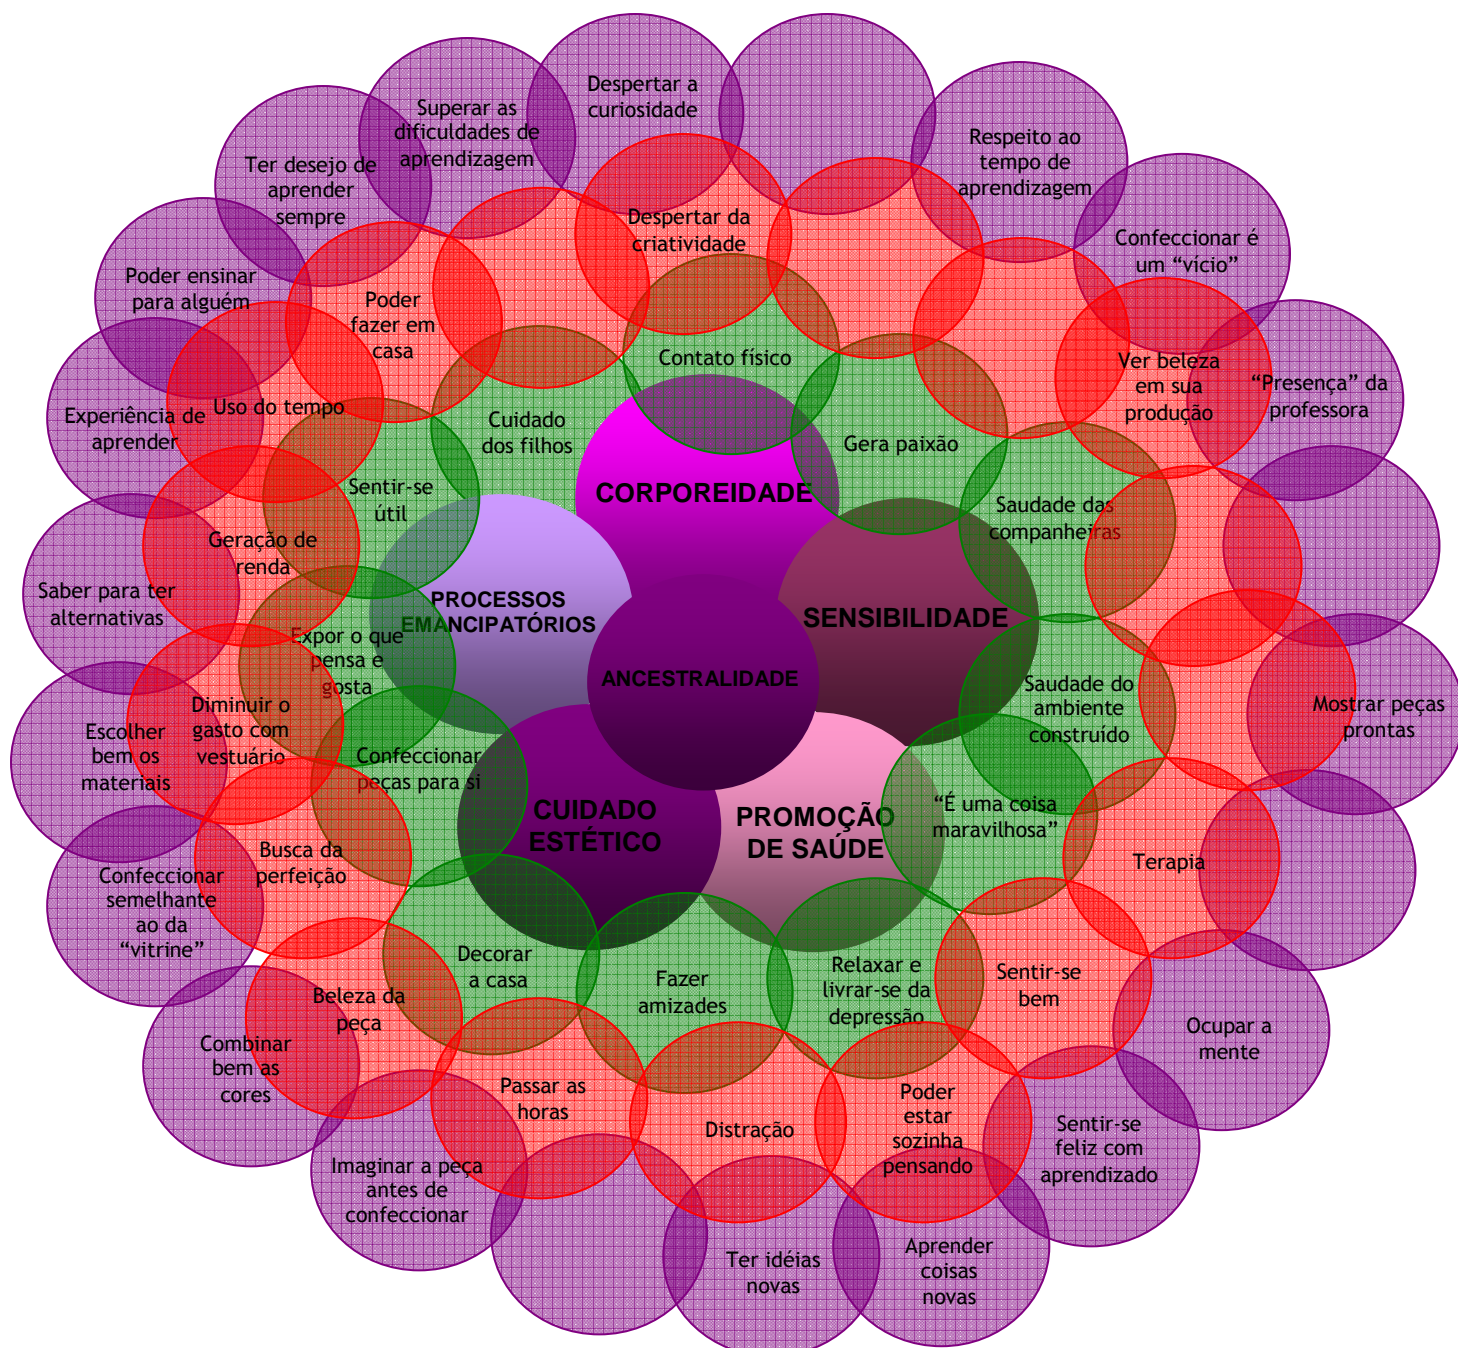 Despertar a
curiosidade
Superar as
dificuldades de
aprendizagem
Respeito ao
tempo de
aprendizagem
Ter desejo de
aprender
sempre
Despertar da
criatividade
Confeccionar é
um “vício”
Poder ensinar
para alguém
Poder
fazer em
casa
Contato físico
Ver beleza
em sua
produção
“Presença” da
professora
Experiência de
aprender
Uso do tempo
Cuidado
dos filhos
Gera paixão
CORPOREIDADE
Sentir-se
útil
Saudade das
companheiras
Geração de
renda
Saber para ter
alternativas
PROCESSOS
EMANCIPATÓRIOS
SENSIBILIDADE
Expor o que
pensa e
gosta
ANCESTRALIDADE
Saudade do
ambiente
construído
Mostrar peças
prontas
Escolher
bem os
materiais
Diminuir o
gasto com
vestuário
Confeccionar
peças para si
CUIDADO
ESTÉTICO
PROMOÇÃO
DE SAÚDE
“É uma coisa
maravilhosa”
Terapia
Busca da
perfeição
Confeccionar
semelhante
ao da
“vitrine”
Decorar
a casa
Fazer
amizades
Relaxar e
livrar-se da
depressão
Sentir-se
bem
Beleza da
peça
Ocupar a
mente
Combinar
bem as
cores
Passar as
horas
Distração
Poder
estar
sozinha
pensando
Sentir-se
feliz com
aprendizado
Imaginar a peça
antes de
confeccionar
Ter idéias
novas
Aprender
coisas
novas